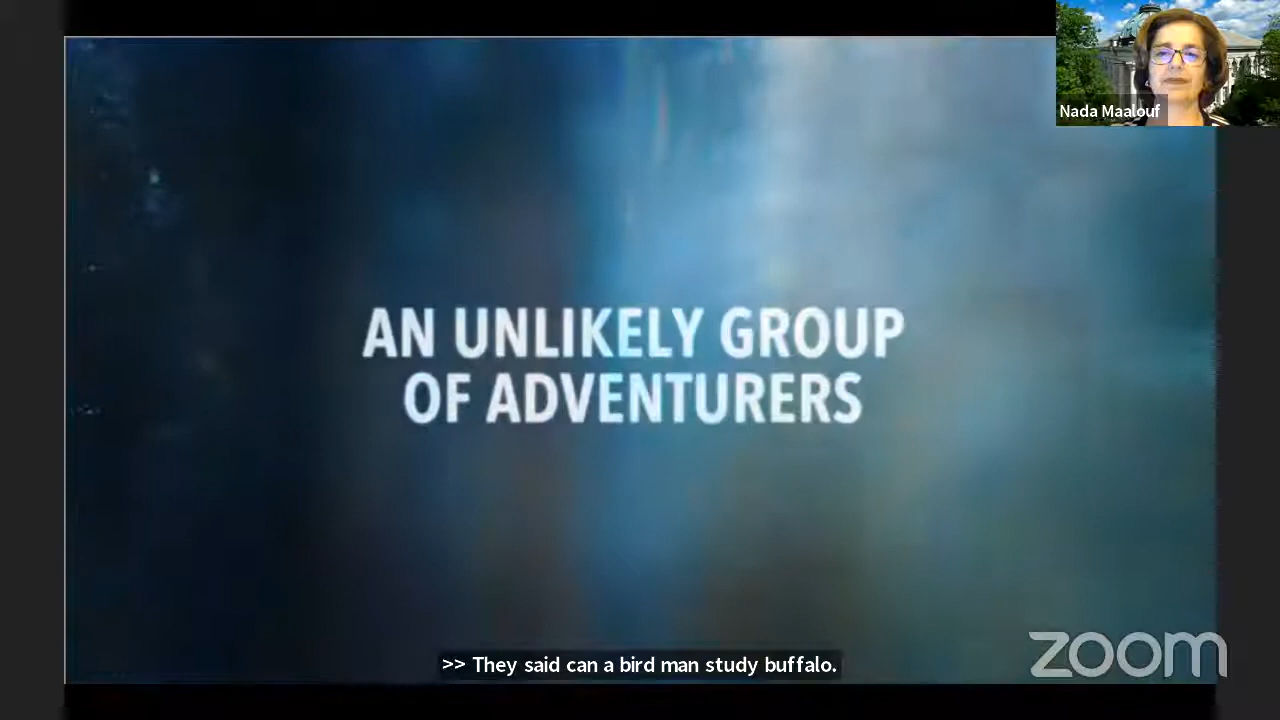 Nada Maalouf
AN UNLIKELY GROUP
OF ADVENTURERS
>> They said can a bird man study buffalo.
zoom